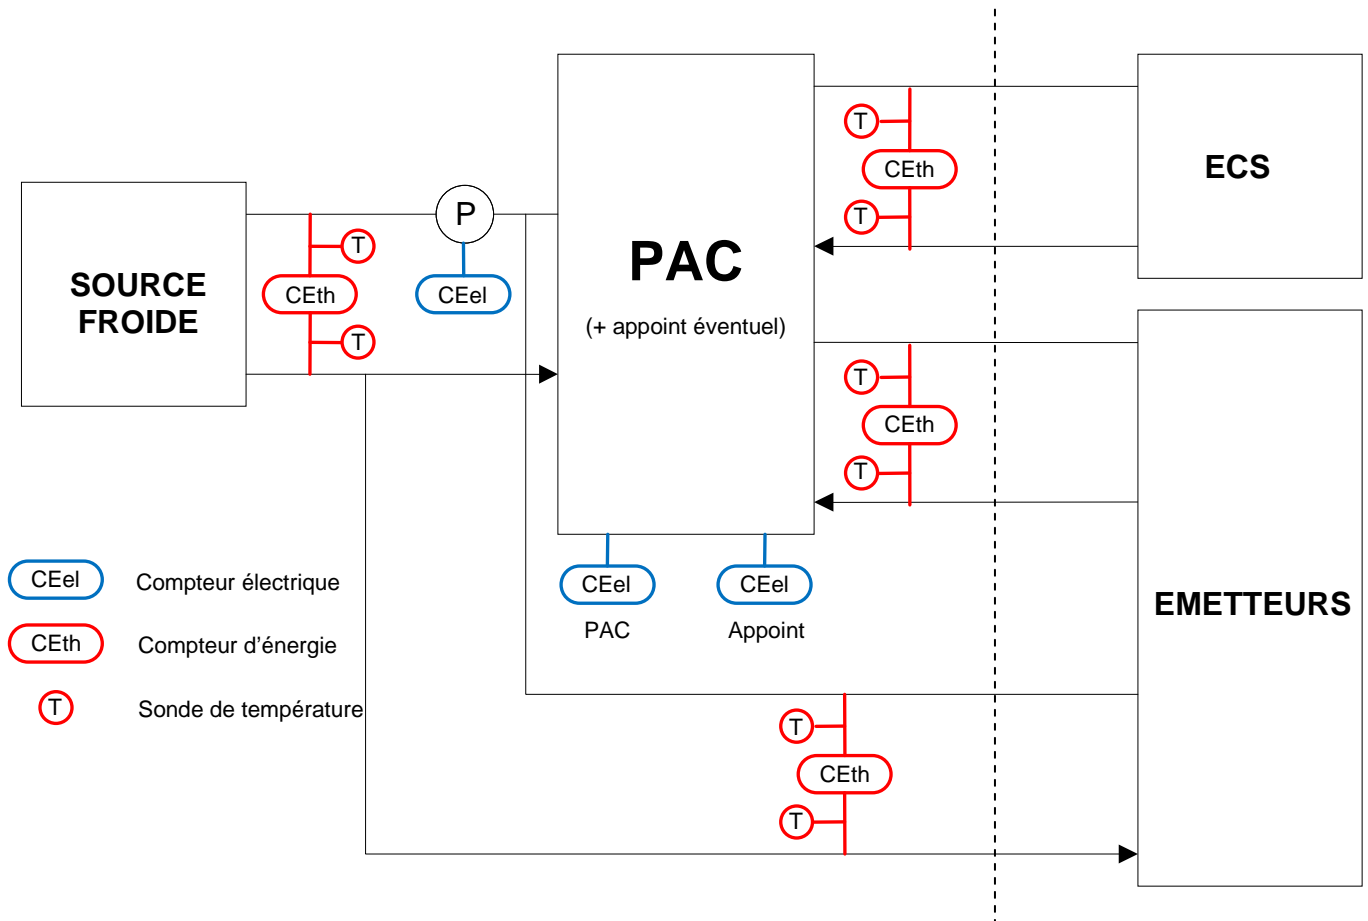 T
CEth
T
ECS
P
T
CEth
T
CEel
SOURCE
FROIDE
PAC
(+ appoint éventuel)
T
CEth
T
CEel
PAC
CEel
Appoint
EMETTEURS
CEel Compteur électrique
CEth Compteur d’énergie
T Sonde de température
T
CEth
T